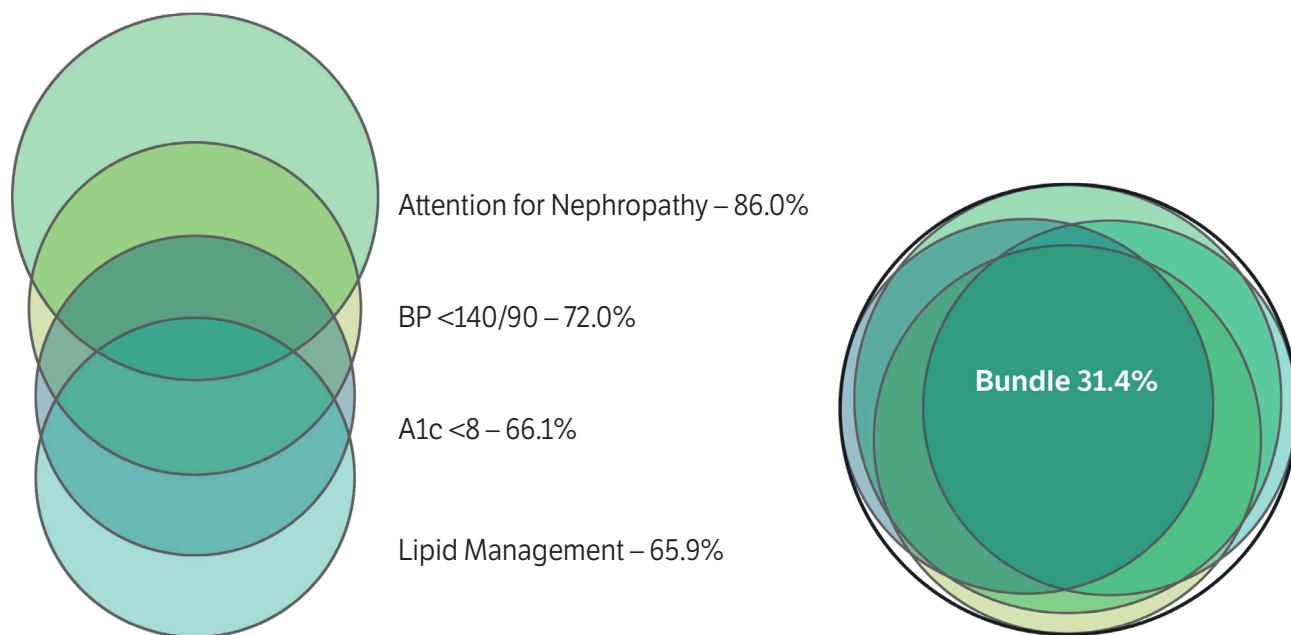 Attention for Nephropathy – 86.0%
BP <140/90 – 72.0%
A1c <8 – 66.1%
Lipid Management – 65.9%
Bundle 31.4%